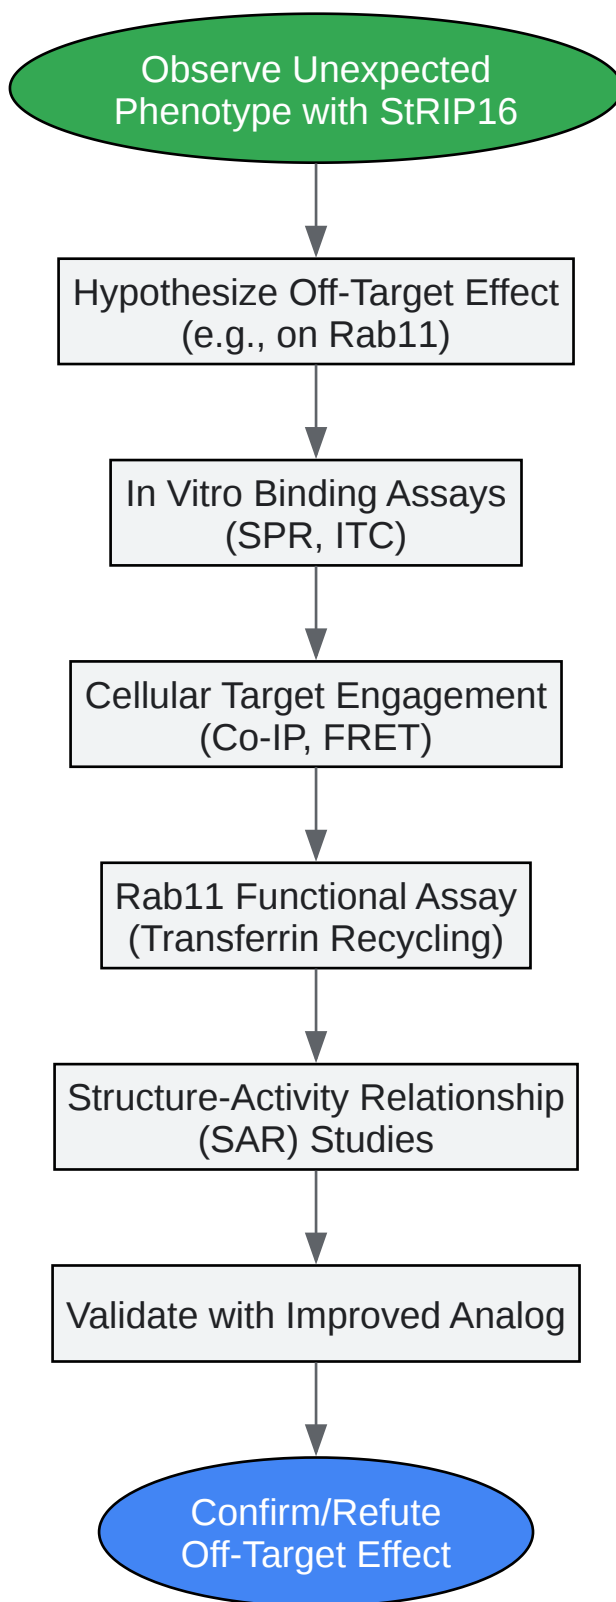 Observe Unexpected
Phenotype with StRIP16
Hypothesize Off-Target Effect
(e.g., on Rab11)
In Vitro Binding Assays
(SPR, ITC)
Cellular Target Engagement
(Co-IP, FRET)
Rab11 Functional Assay
(Transferrin Recycling)
Structure-Activity Relationship
(SAR) Studies
Validate with Improved Analog
Confirm/Refute
Off-Target Effect